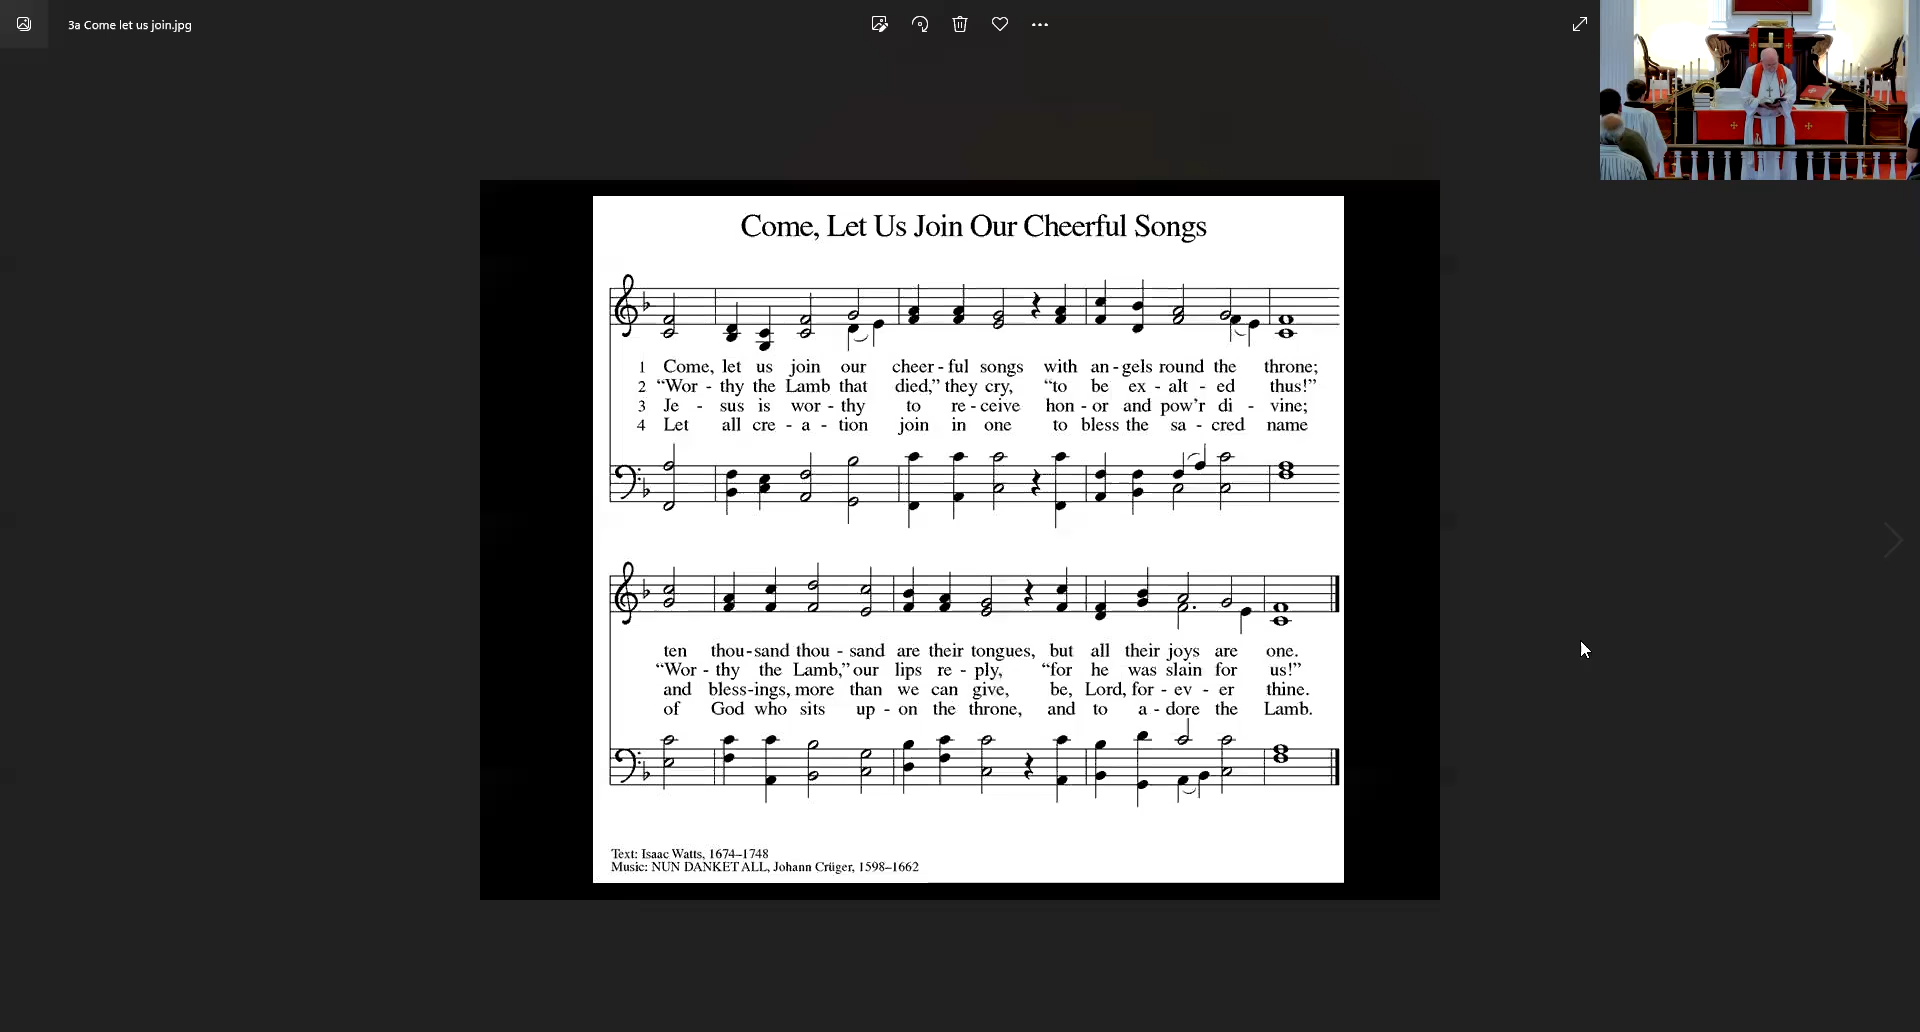 3a Come let us join.jpg
Come, Let Us Join Our Cheerful Songs
1 Come, let us join our cheer - ful songs with an - gels round the throne;
2 “Wor - thy the Lamb that died,” they cry, “to be ex - alt - ed thus!”
3 Je - sus is wor - thy to re - ceive hon - or and pow’r di - vine;
4 Let all cre - a - tion join in one to bless the sa - cred name
ten thou - sand thou - sand are their tongues, but all their joys are one.
“Wor - thy the Lamb,” our lips re - ply, “for he was slain for us!”
and bless - ings, more than we can give, be, Lord, for - ev - er thine.
of God who sits up - on the throne, and to a - dore the Lamb.
Text: Isaac Watts, 1674–1748
Music: NUN DANKET ALL, Johann Crüger, 1598–1662